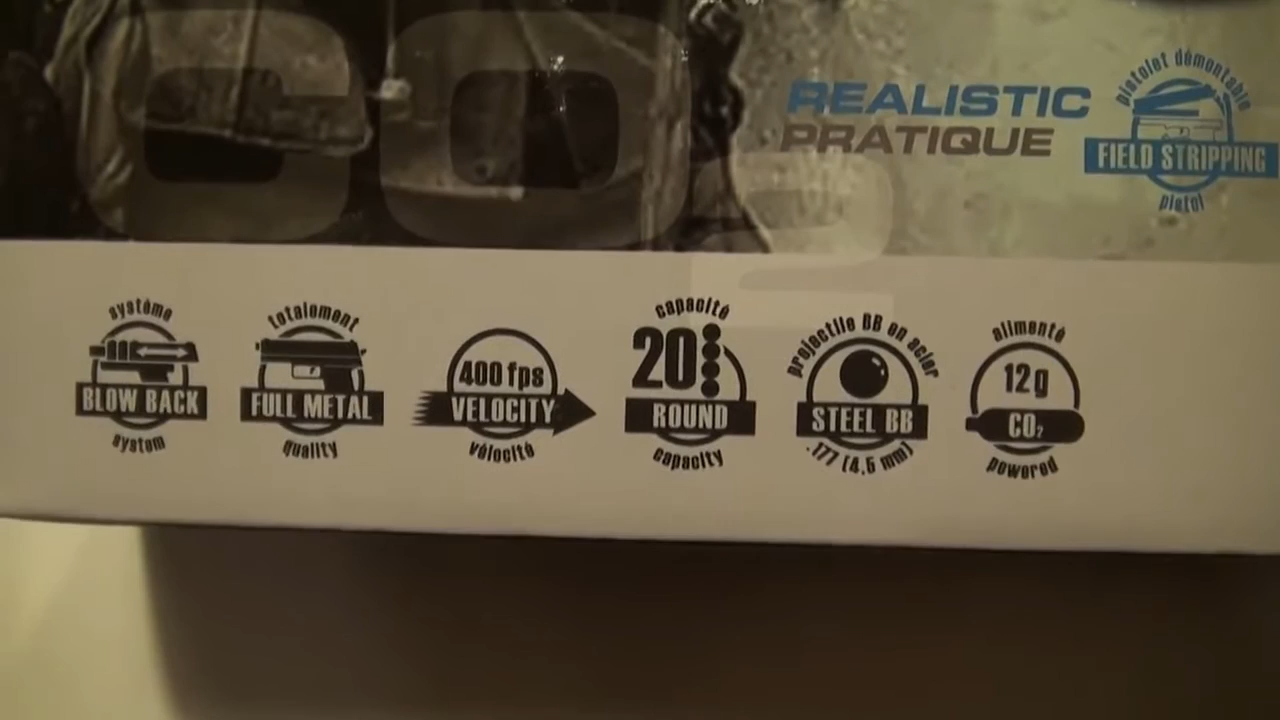 CO2
REALISTIC
PRATIQUE
pistolet démontable
FIELD STRIPPING
pistol
système
BLOW BACK
system
totalement
FULL METAL
quality
400 fps
VELOCITY
vélocité
capacité
20
ROUND
capacity
projectile BB en acier
STEEL BB
.177 (4,5 mm)
alimenté
12g
CO2
powered